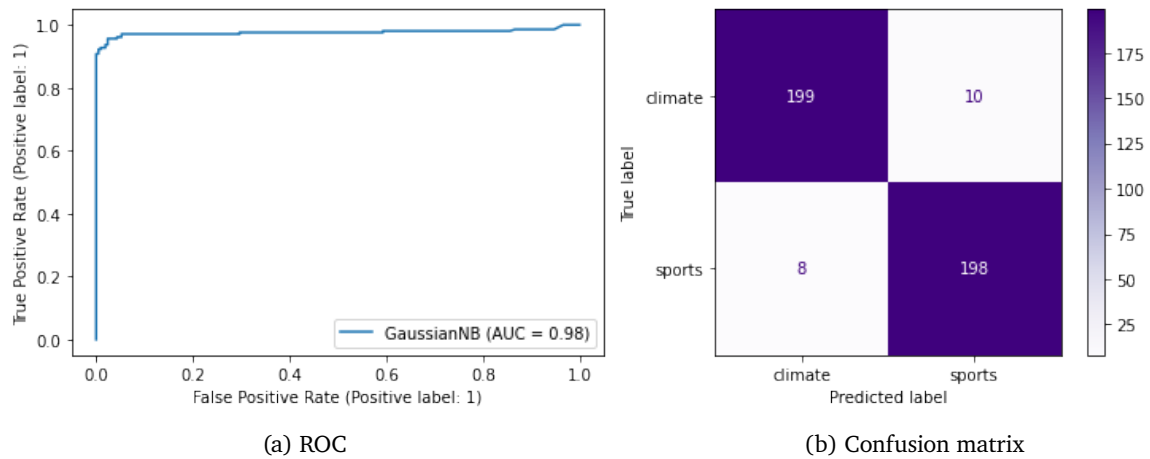 True Positive Rate (Positive label: 1)
1.0
0.8
0.6
0.4
0.2
0.0
GaussianNB (AUC = 0.98)
0.0 0.2 0.4 0.6 0.8 1.0
False Positive Rate (Positive label: 1)
(a) ROC
True label
climate
sports
199 10
8 198
climate sports
Predicted label
175
150
125
100
75
50
25
(b) Confusion matrix